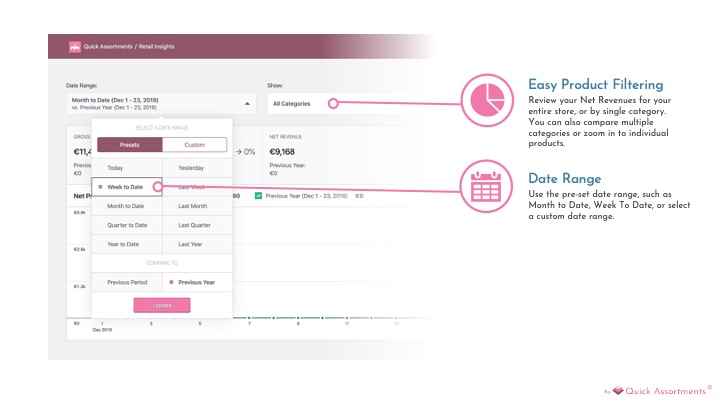 Quick Assortments / Retail Insights
Date Range:
Show:
Month to Date (Dec 1 - 23, 2019)
vs. Previous Year (Dec 1 - 23, 2018)
All Categories
SELECT A DATE RANGE
Presets
Custom
Today
Yesterday
Week to Date
Last Week
Month to Date
Last Month
Quarter to Date
Last Quarter
Year to Date
Last Year
COMPARE TO
Previous Period
Previous Year
Update
GROSS
€11,4
Previou
€0
→ 0%
NET REVENUE
€9,168
Previous Year:
€0
Net P
Previous Year (Dec 1 - 23, 2018) €0
€3.9k
€2.6k
€1.3k
€0
1 3 5 7 9 11 13
Dec 2019
Easy Product Filtering
Review your Net Revenues for your
entire store, or by single category.
You can also compare multiple
categories or zoom in to individual
products.
Date Range
Use the pre-set date range, such as
Month to Date, Week To Date, or select
a custom date range.
by Quick Assortments